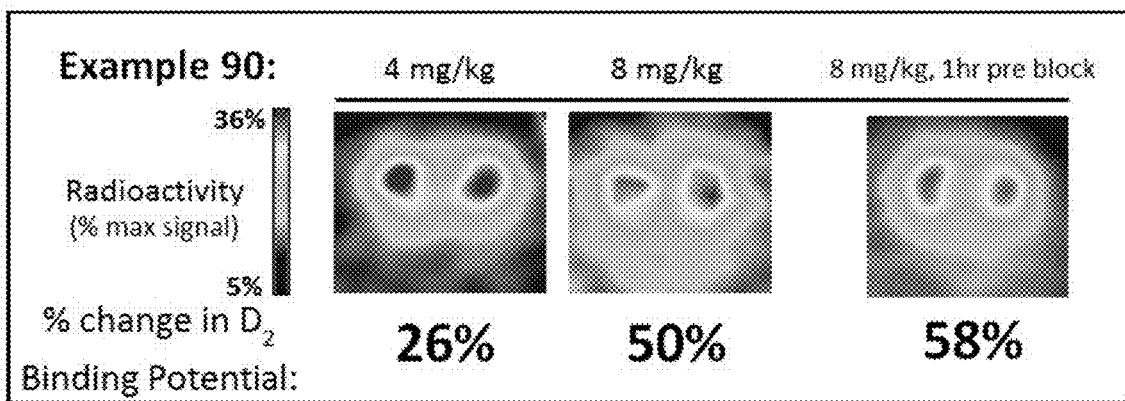 Example 90:
4 mg/kg
8 mg/kg
8 mg/kg, 1hr pre block
36%
Radioactivity
(% max signal)
5%
% change in D₂
Binding Potential:
26%
50%
58%